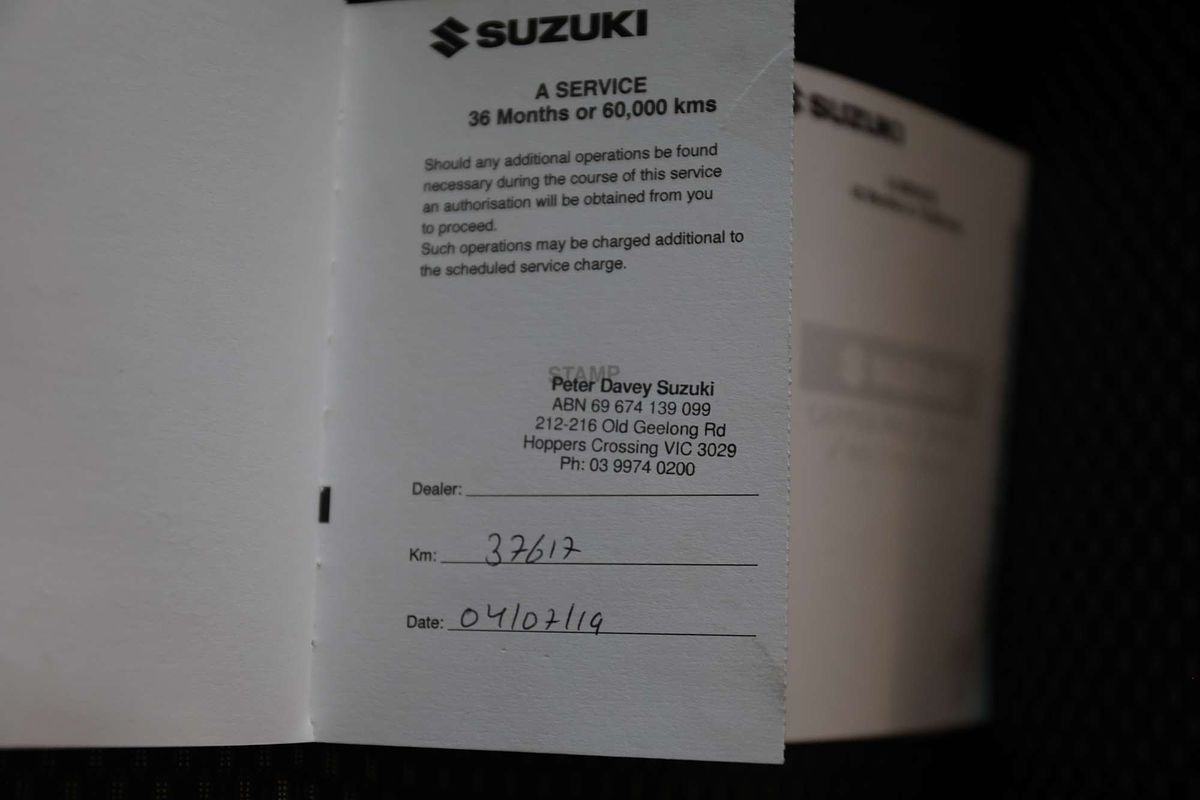 SUZUKI
A SERVICE
36 Months or 60,000 kms
Should any additional operations be found
necessary during the course of this service
an authorisation will be obtained from you
to proceed.
Such operations may be charged additional to
the scheduled service charge.
STAMP
Peter Davey Suzuki
ABN 69 674 139 099
212-216 Old Geelong Rd
Hoppers Crossing VIC 3029
Ph: 03 9974 0200
Dealer:
Km: 37617
Date: 04/07/19
SUZUKI